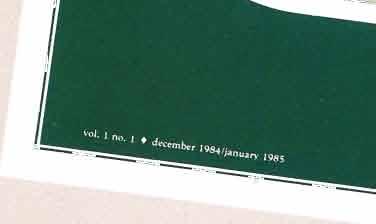 vol. 1 no. 1 ♦ december 1984/january 1985